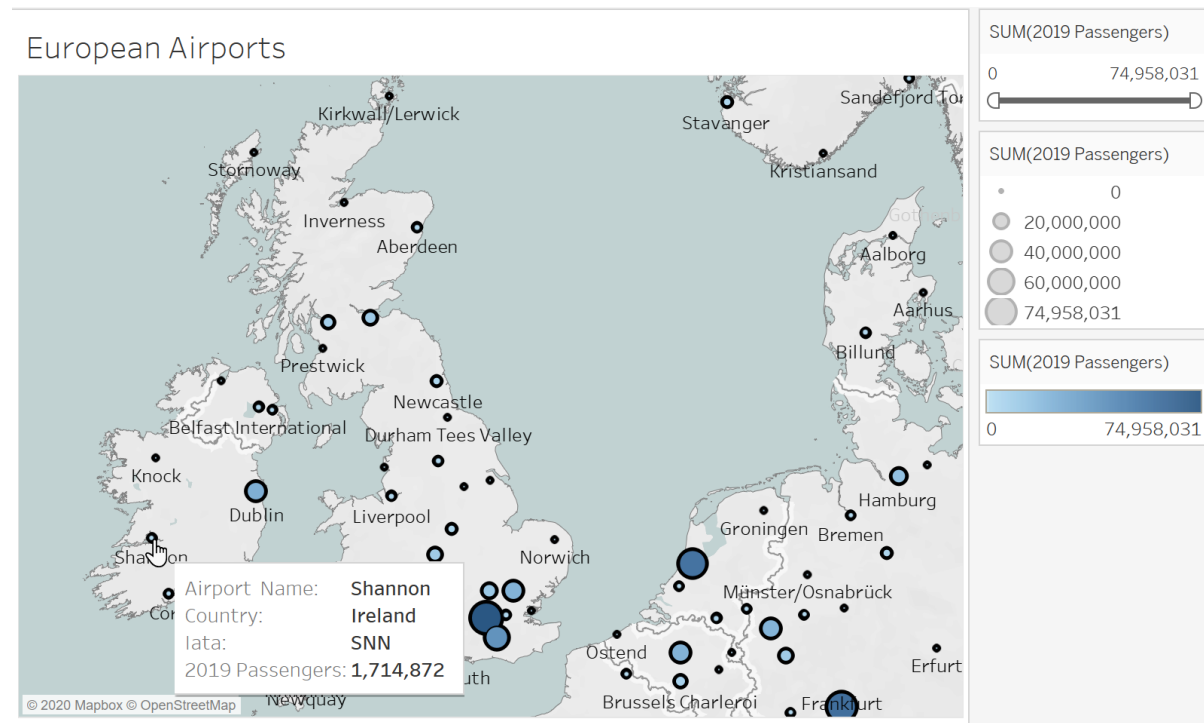 European Airports
Kirkwall/Lerwick
Sandefjord Tor
Stavanger
Stornoway
Kristiansand
Inverness
Aberdeen
Aalborg
Aarhus
Billund
Prestwick
Newcastle
Belfast International
Durham Tees Valley
Knock
Dublin
Liverpool
Hamburg
Groningen
Bremen
Norwich
Münster/Osnabrück
Ostend
Erfurt
Brussels Charleroi
Frankfurt
Newquay
Airport Name: Shannon
Country: Ireland
Iata: SNN
2019 Passengers: 1,714,872
© 2020 Mapbox © OpenStreetMap
SUM(2019 Passengers)
0 74,958,031
SUM(2019 Passengers)
0
20,000,000
40,000,000
60,000,000
74,958,031
SUM(2019 Passengers)
0 74,958,031